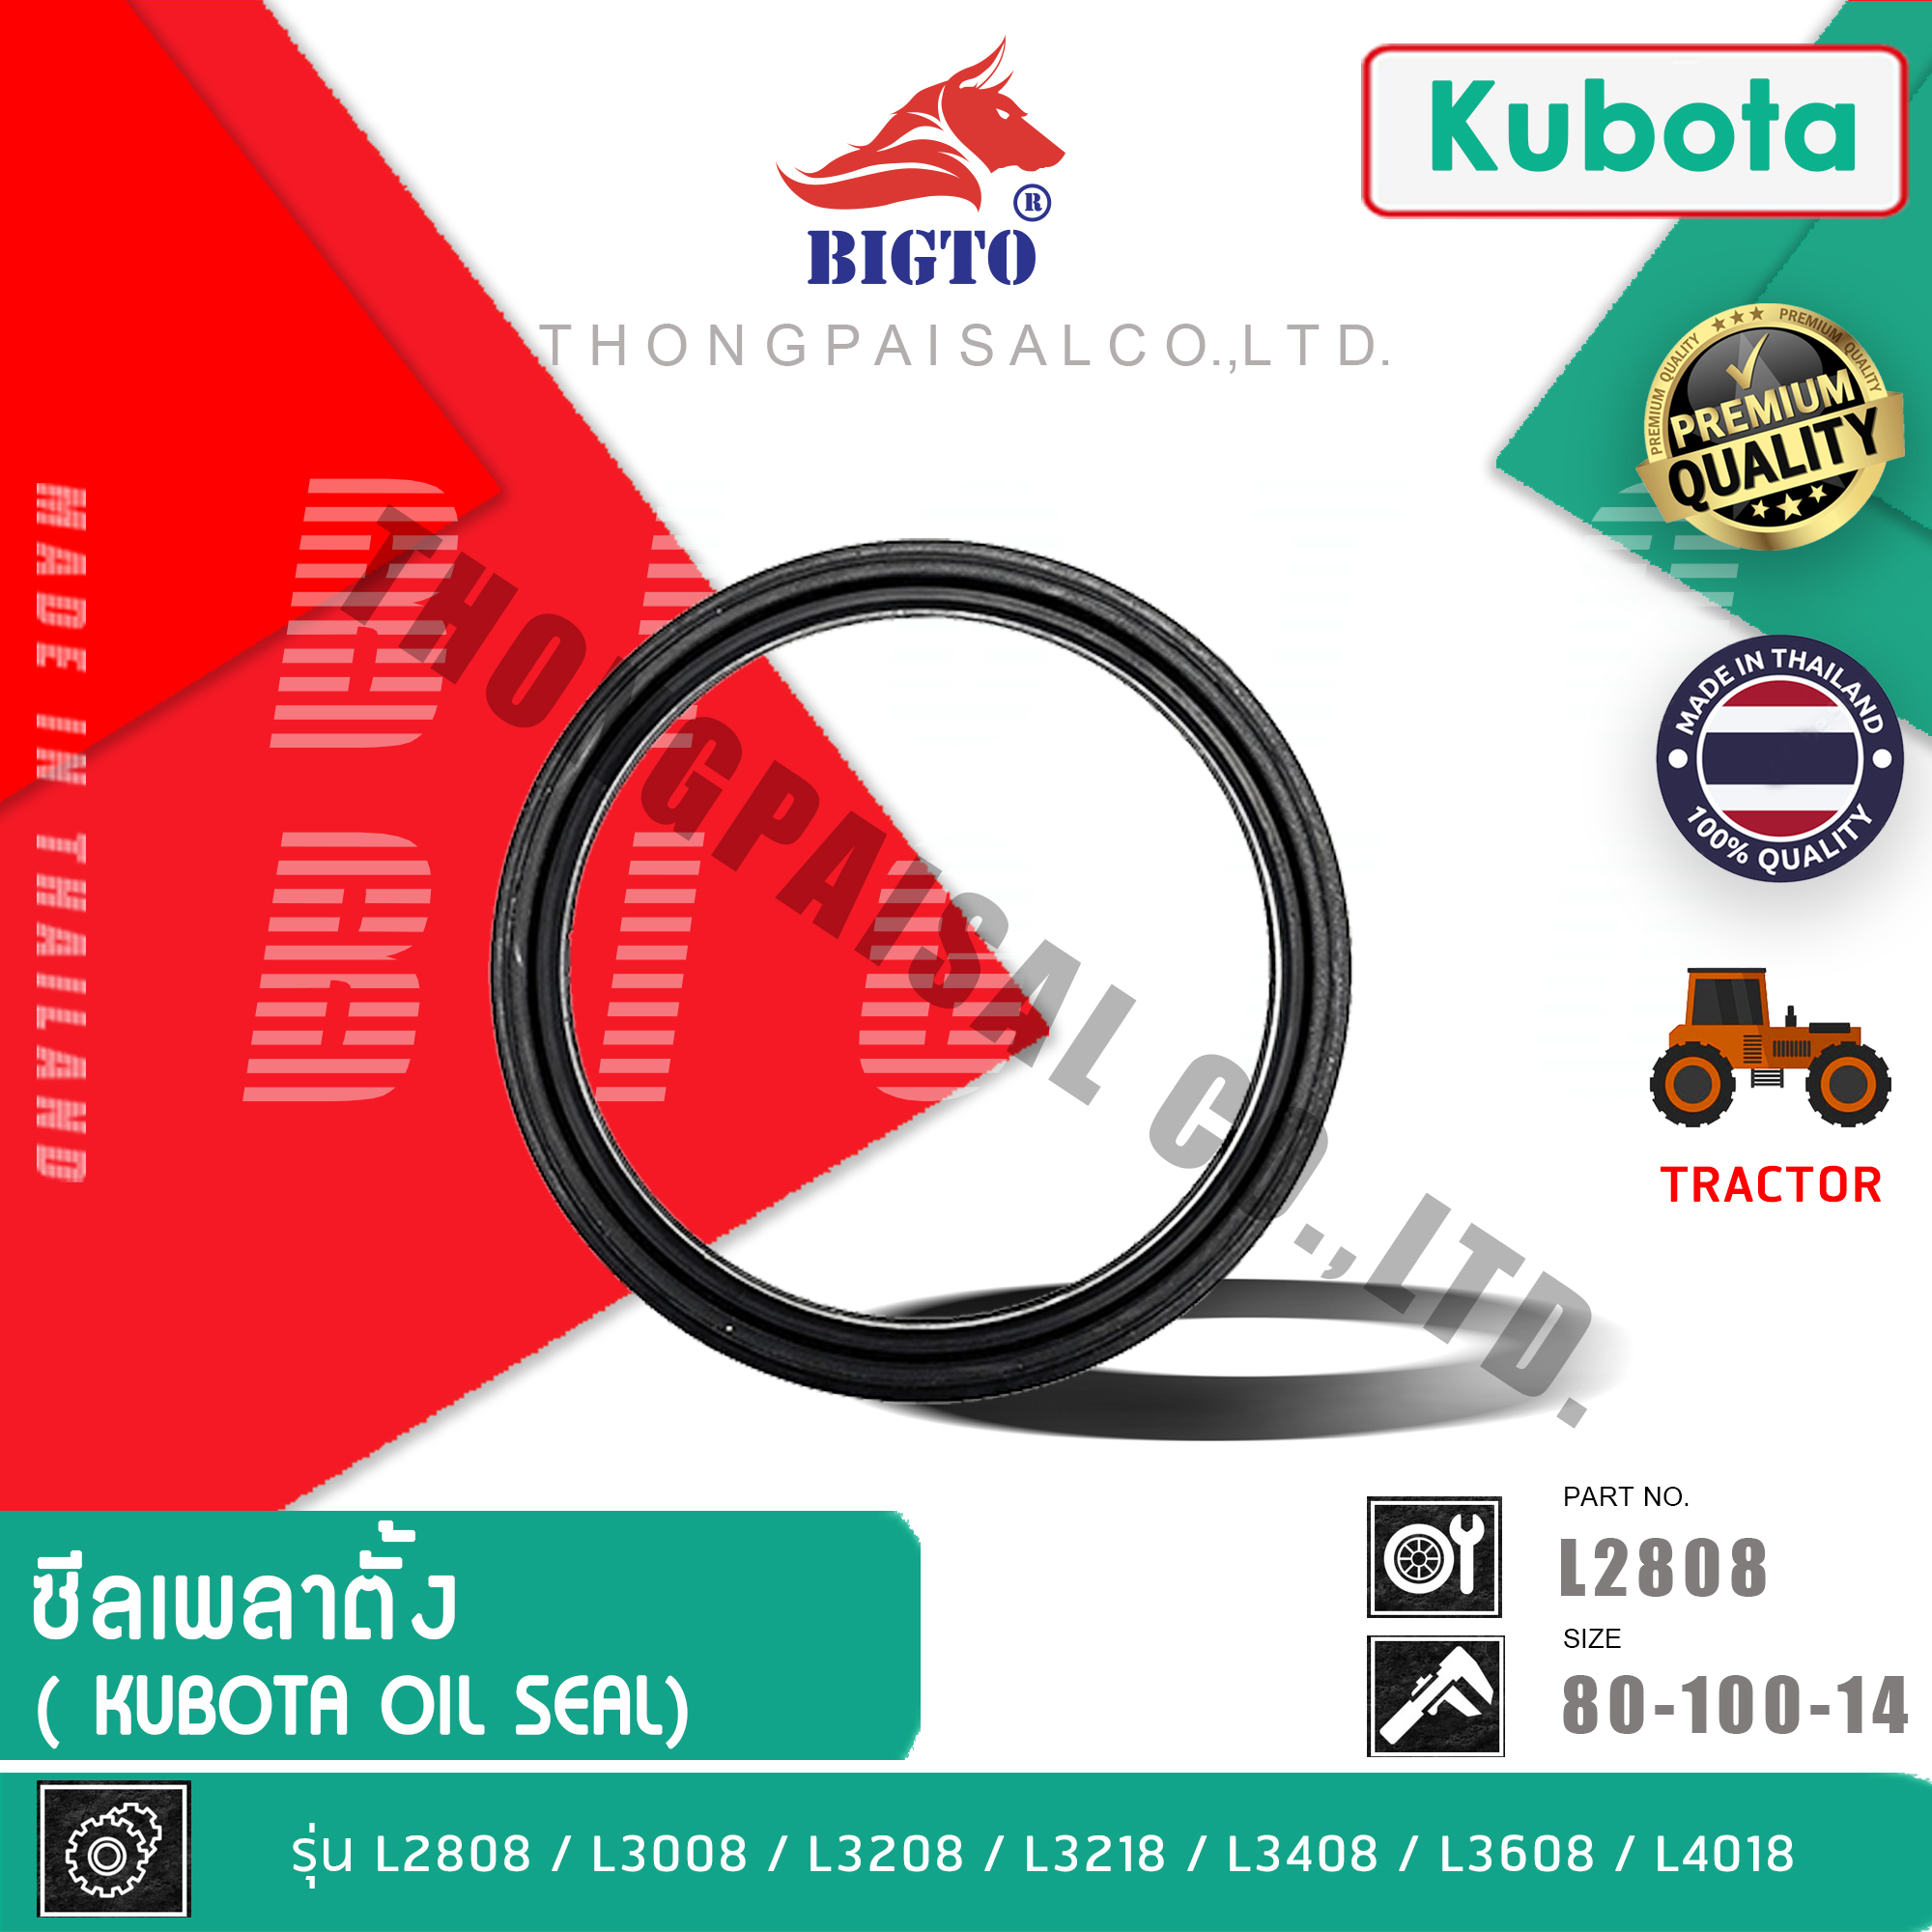 BIGTO
®
THONGPAISALCO.,LTD.
Kubota
PREMIUM QUALITY ★★★ PREMIUM QUALITY
PREMIUM
QUALITY
MADE IN THAILAND
100% QUALITY
TRACTOR
MADE IN THAILAND
THONGPAISAL CO.,LTD.
ซีลเพลาตั้ง
( KUBOTA OIL SEAL)
PART NO.
L2808
SIZE
80-100-14
รุ่น L2808 / L3008 / L3208 / L3218 / L3408 / L3608 / L4018